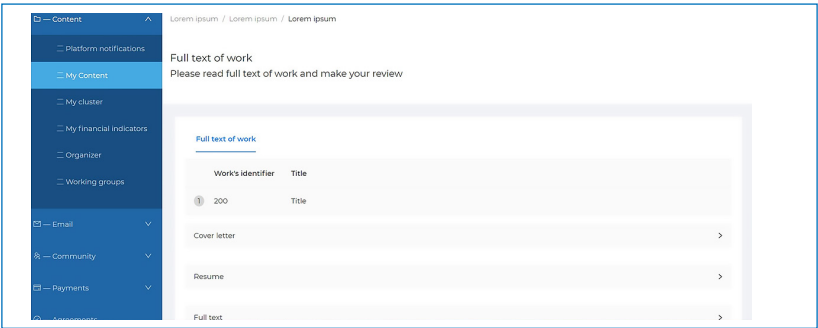 Content
Platform notifications
My Content
My cluster
My financial indicators
Organizer
Working groups
Email
Community
Payments
Agreements
Lorem ipsum / Lorem ipsum / Lorem ipsum
Full text of work
Please read full text of work and make your review
Full text of work
Work's identifier Title
1 200 Title
Cover letter
Resume
Full text